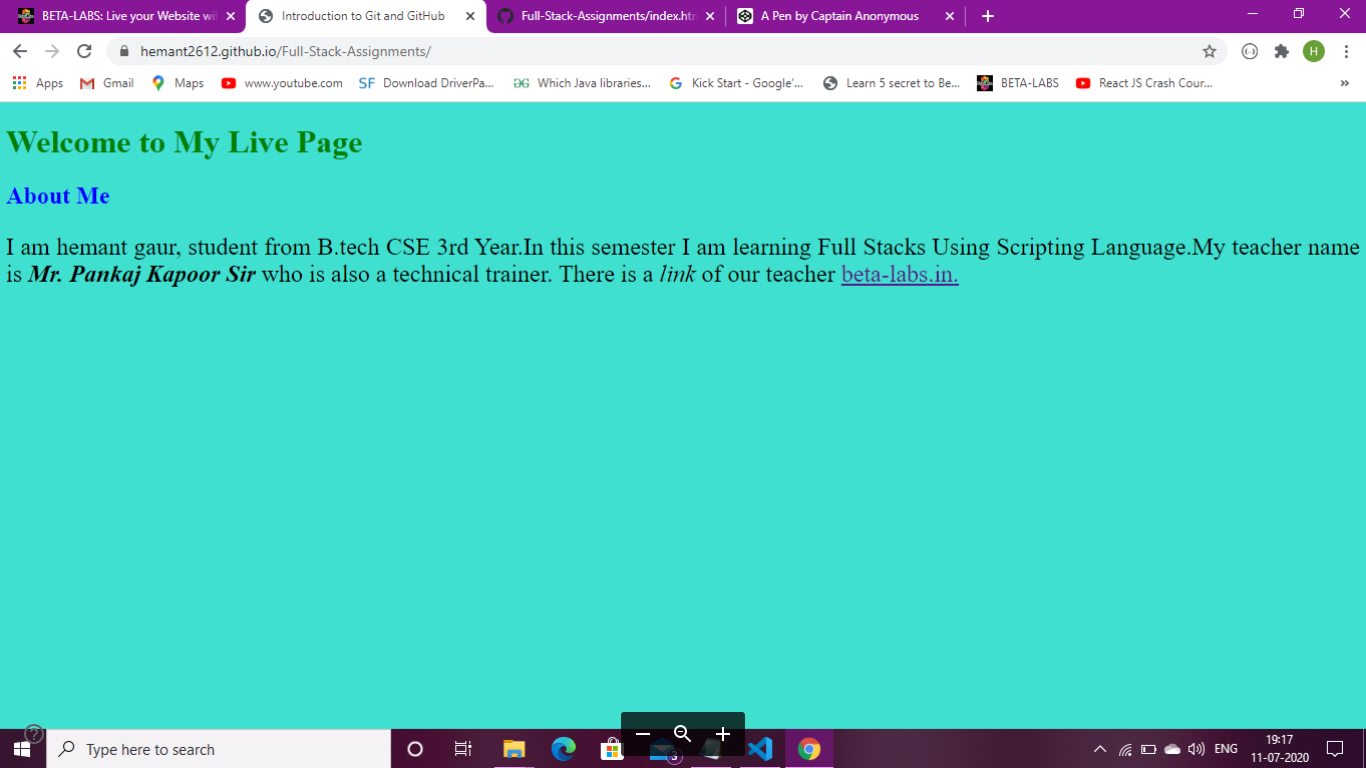 BETA-LABS: Live your Website wi
Introduction to Git and GitHub
Full-Stack-Assignments/index.htm
A Pen by Captain Anonymous
hemant2612.github.io/Full-Stack-Assignments/
H
Apps
Gmail
Maps
www.youtube.com
SF Download DriverPa...
Which Java libraries...
Kick Start - Google'...
Learn 5 secret to Be...
BETA-LABS
React JS Crash Cour...
»
Welcome to My Live Page
About Me
I am hemant gaur, student from B.tech CSE 3rd Year.In this semester I am learning Full Stacks Using Scripting Language.My teacher name
is Mr. Pankaj Kapoor Sir who is also a technical trainer. There is a link of our teacher beta-labs.in.
Type here to search
3
ENG
19:17
11-07-2020